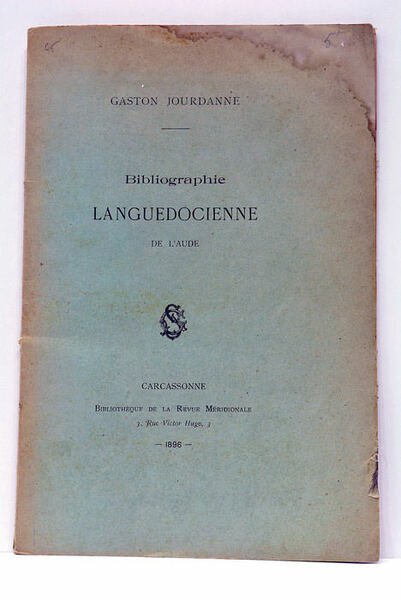 GASTON JOURDANNE
Bibliographie
LANGUEDOCIENNE
DE L'AUDE
CARCASSONNE
BIBLIOTHÈQUE DE LA REVUE MÉRIDIONALE
3, Rue Victor Hugo, 3
— 1896 —